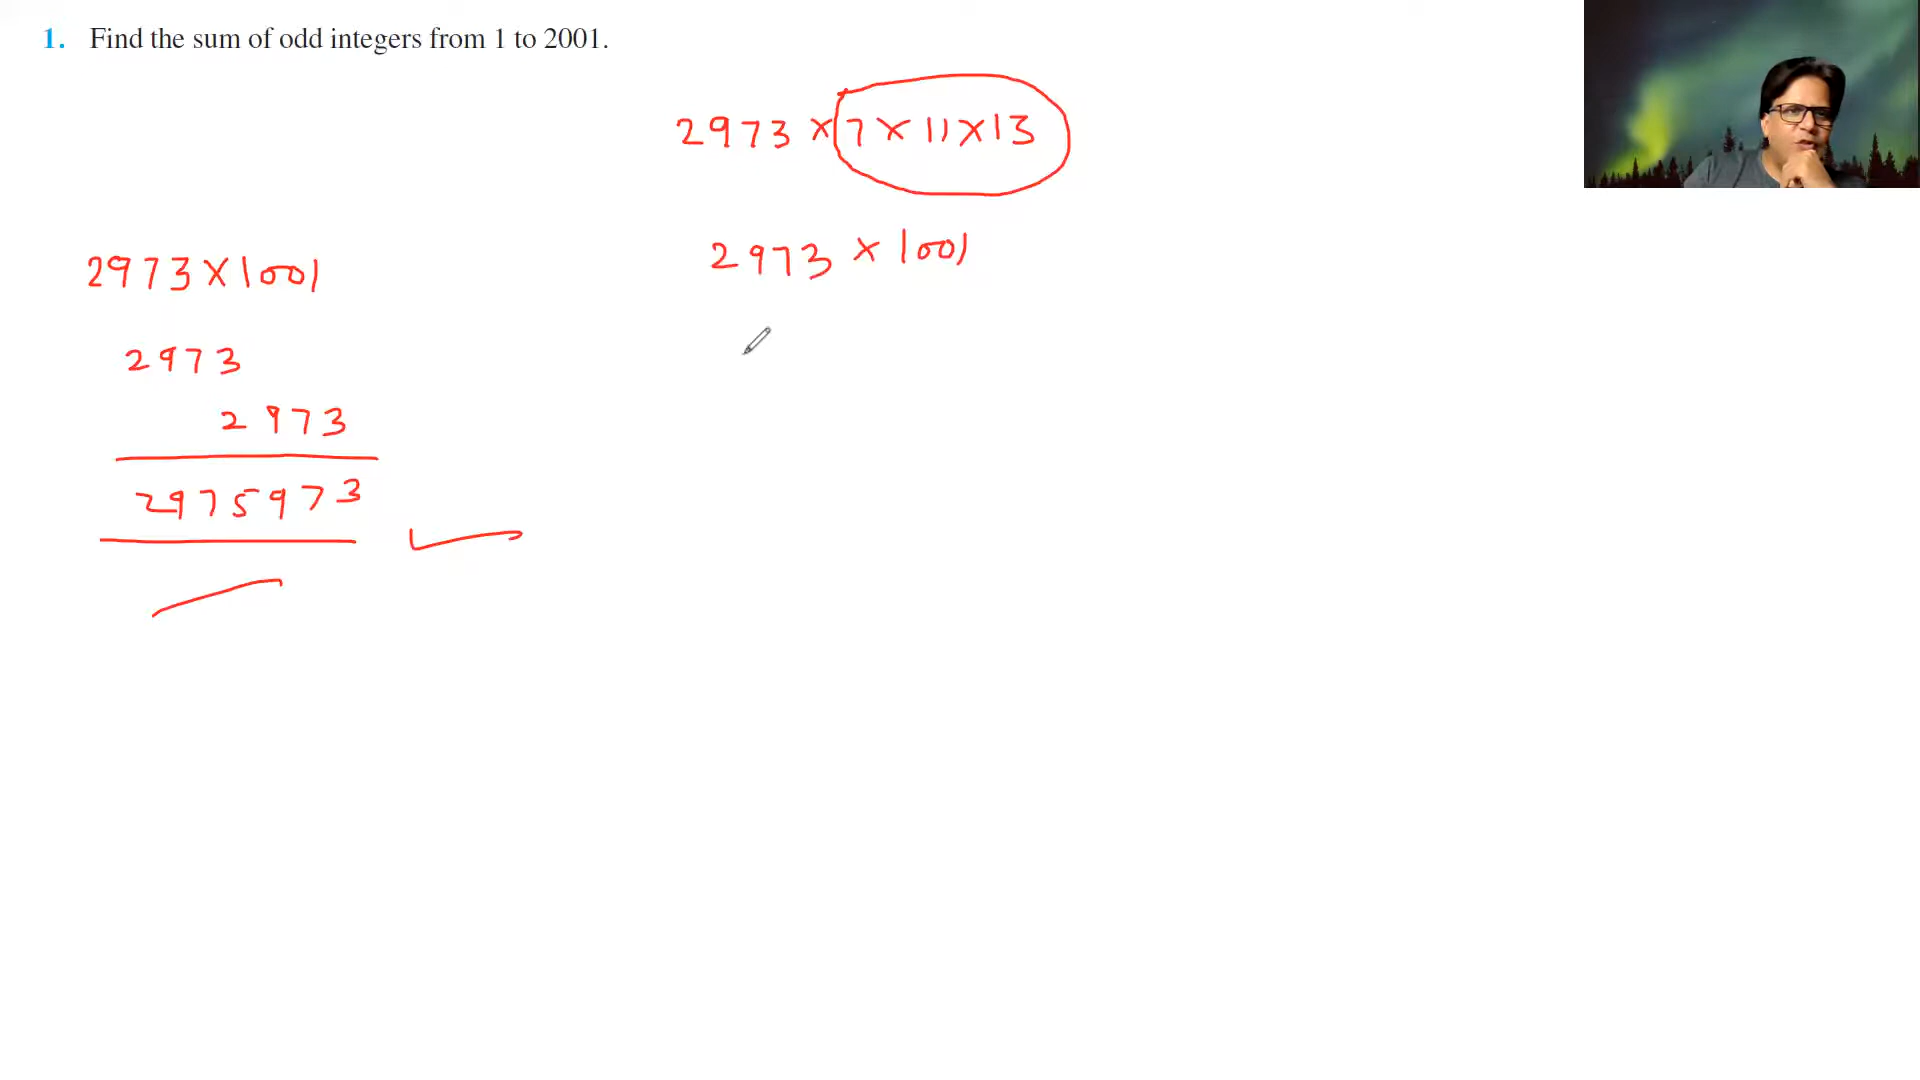 1. Find the sum of odd integers from 1 to 2001.
2973 × 7 × 11 × 13
2973 × 1001
2973 × 1001
2973
2973
2975973